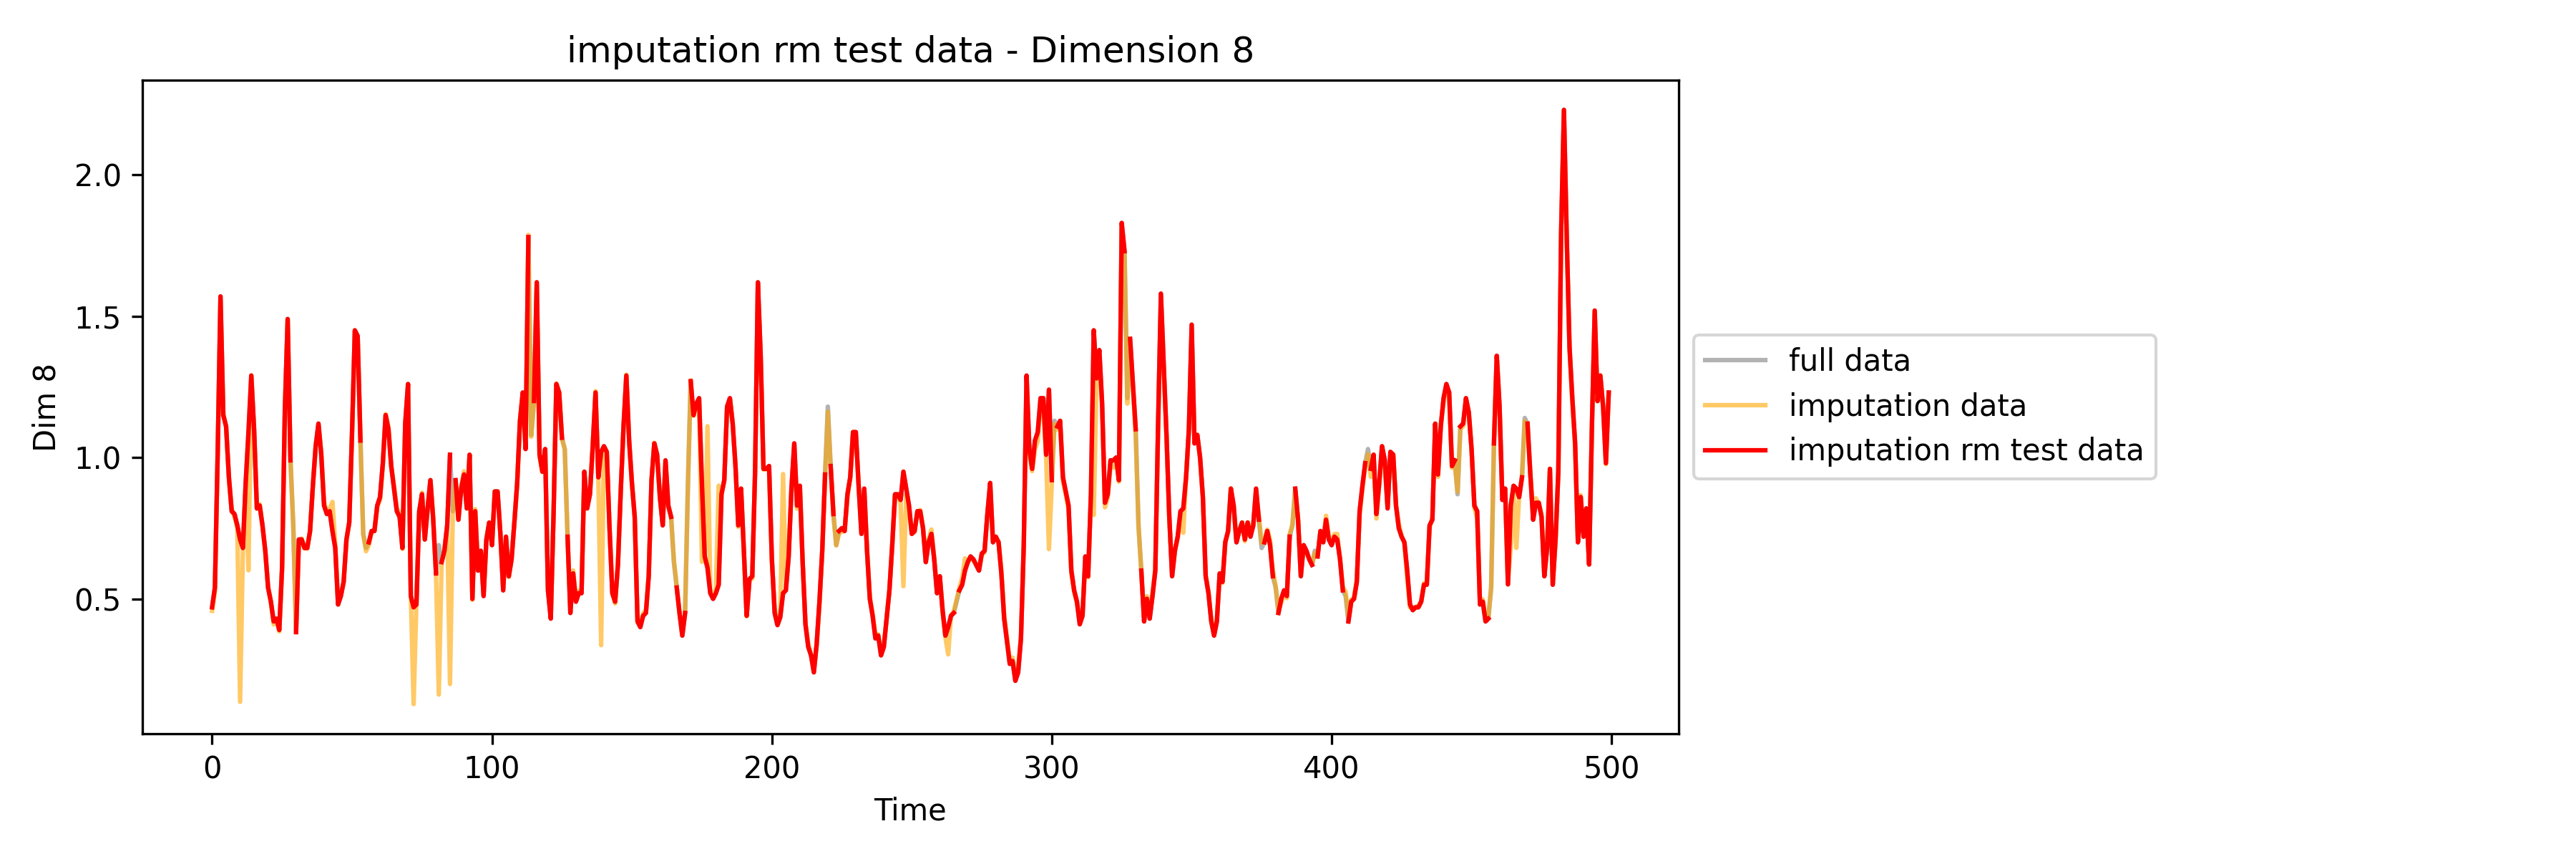 imputation rm test data - Dimension 8
Dim 8
2.0
1.5
1.0
0.5
0
100
200
300
400
500
Time
full data
imputation data
imputation rm test data